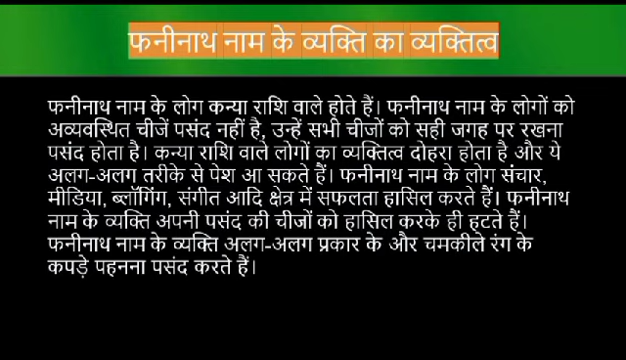 फनीनाथ नाम के व्यक्ति का व्यक्तित्व
फनीनाथ नाम के लोग कन्या राशि वाले होते हैं। फनीनाथ नाम के लोगों को
अव्यवस्थित चीजें पसंद नहीं है, उन्हें सभी चीजों को सही जगह पर रखना
पसंद होता है। कन्या राशि वाले लोगों का व्यक्तित्व दोहरा होता है और ये
अलग-अलग तरीके से पेश आ सकते हैं। फनीनाथ नाम के लोग संचार,
मीडिया, ब्लॉगिंग, संगीत आदि क्षेत्र में सफलता हासिल करते हैं। फनीनाथ
नाम के व्यक्ति अपनी पसंद की चीजों को हासिल करके ही हटते हैं।
फनीनाथ नाम के व्यक्ति अलग-अलग प्रकार के और चमकीले रंग के
कपड़े पहनना पसंद करते हैं।